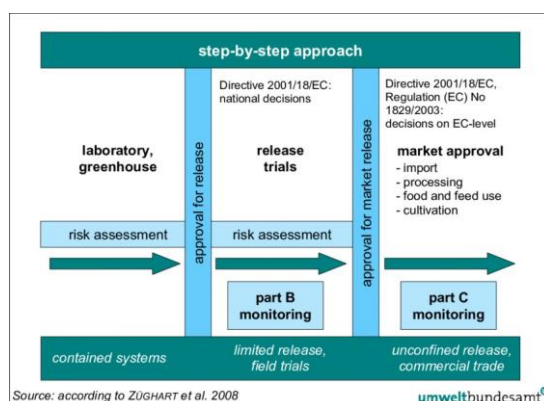 step-by-step approach
Directive 2001/18/EC:
national decisions
Directive 2001/18/EC,
Regulation (EC) No
1829/2003:
decisions on EC-level
laboratory,
greenhouse
approval for release
release
trials
approval for market release
market approval
- import
- processing
- food and feed use
- cultivation
risk assessment
risk assessment
part B
monitoring
part C
monitoring
contained systems
limited release,
field trials
unconfined release,
commercial trade
Source: according to ZÜGHART et al. 2008
umweltbundesamt